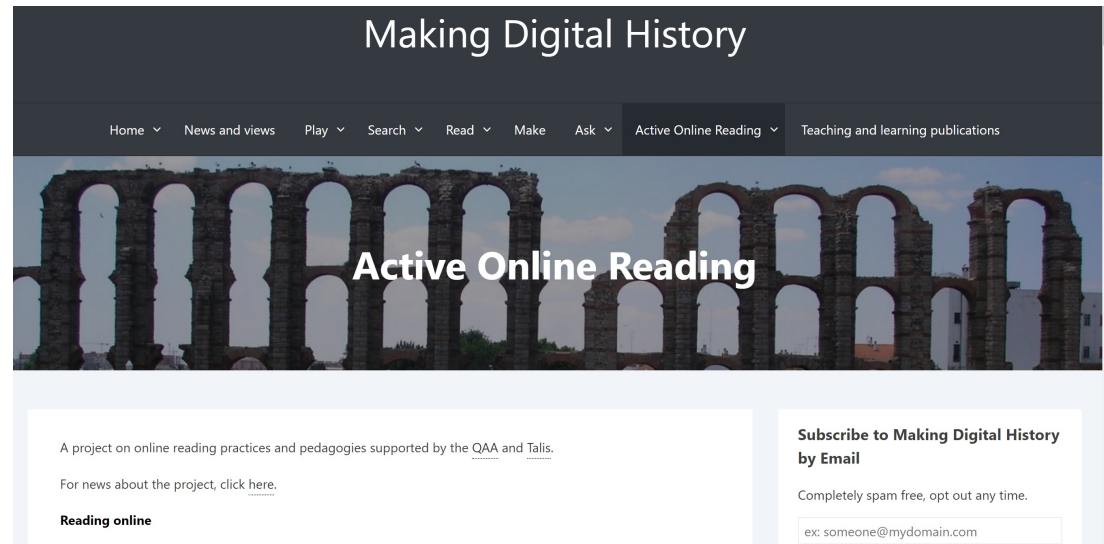 Making Digital History
Home News and views Play Search Read Make Ask Active Online Reading Teaching and learning publications
Active Online Reading
A project on online reading practices and pedagogies supported by the QAA and Talis.
For news about the project, click here.
Reading online
Subscribe to Making Digital History
by Email
Completely spam free, opt out any time.
ex: someone@mydomain.com